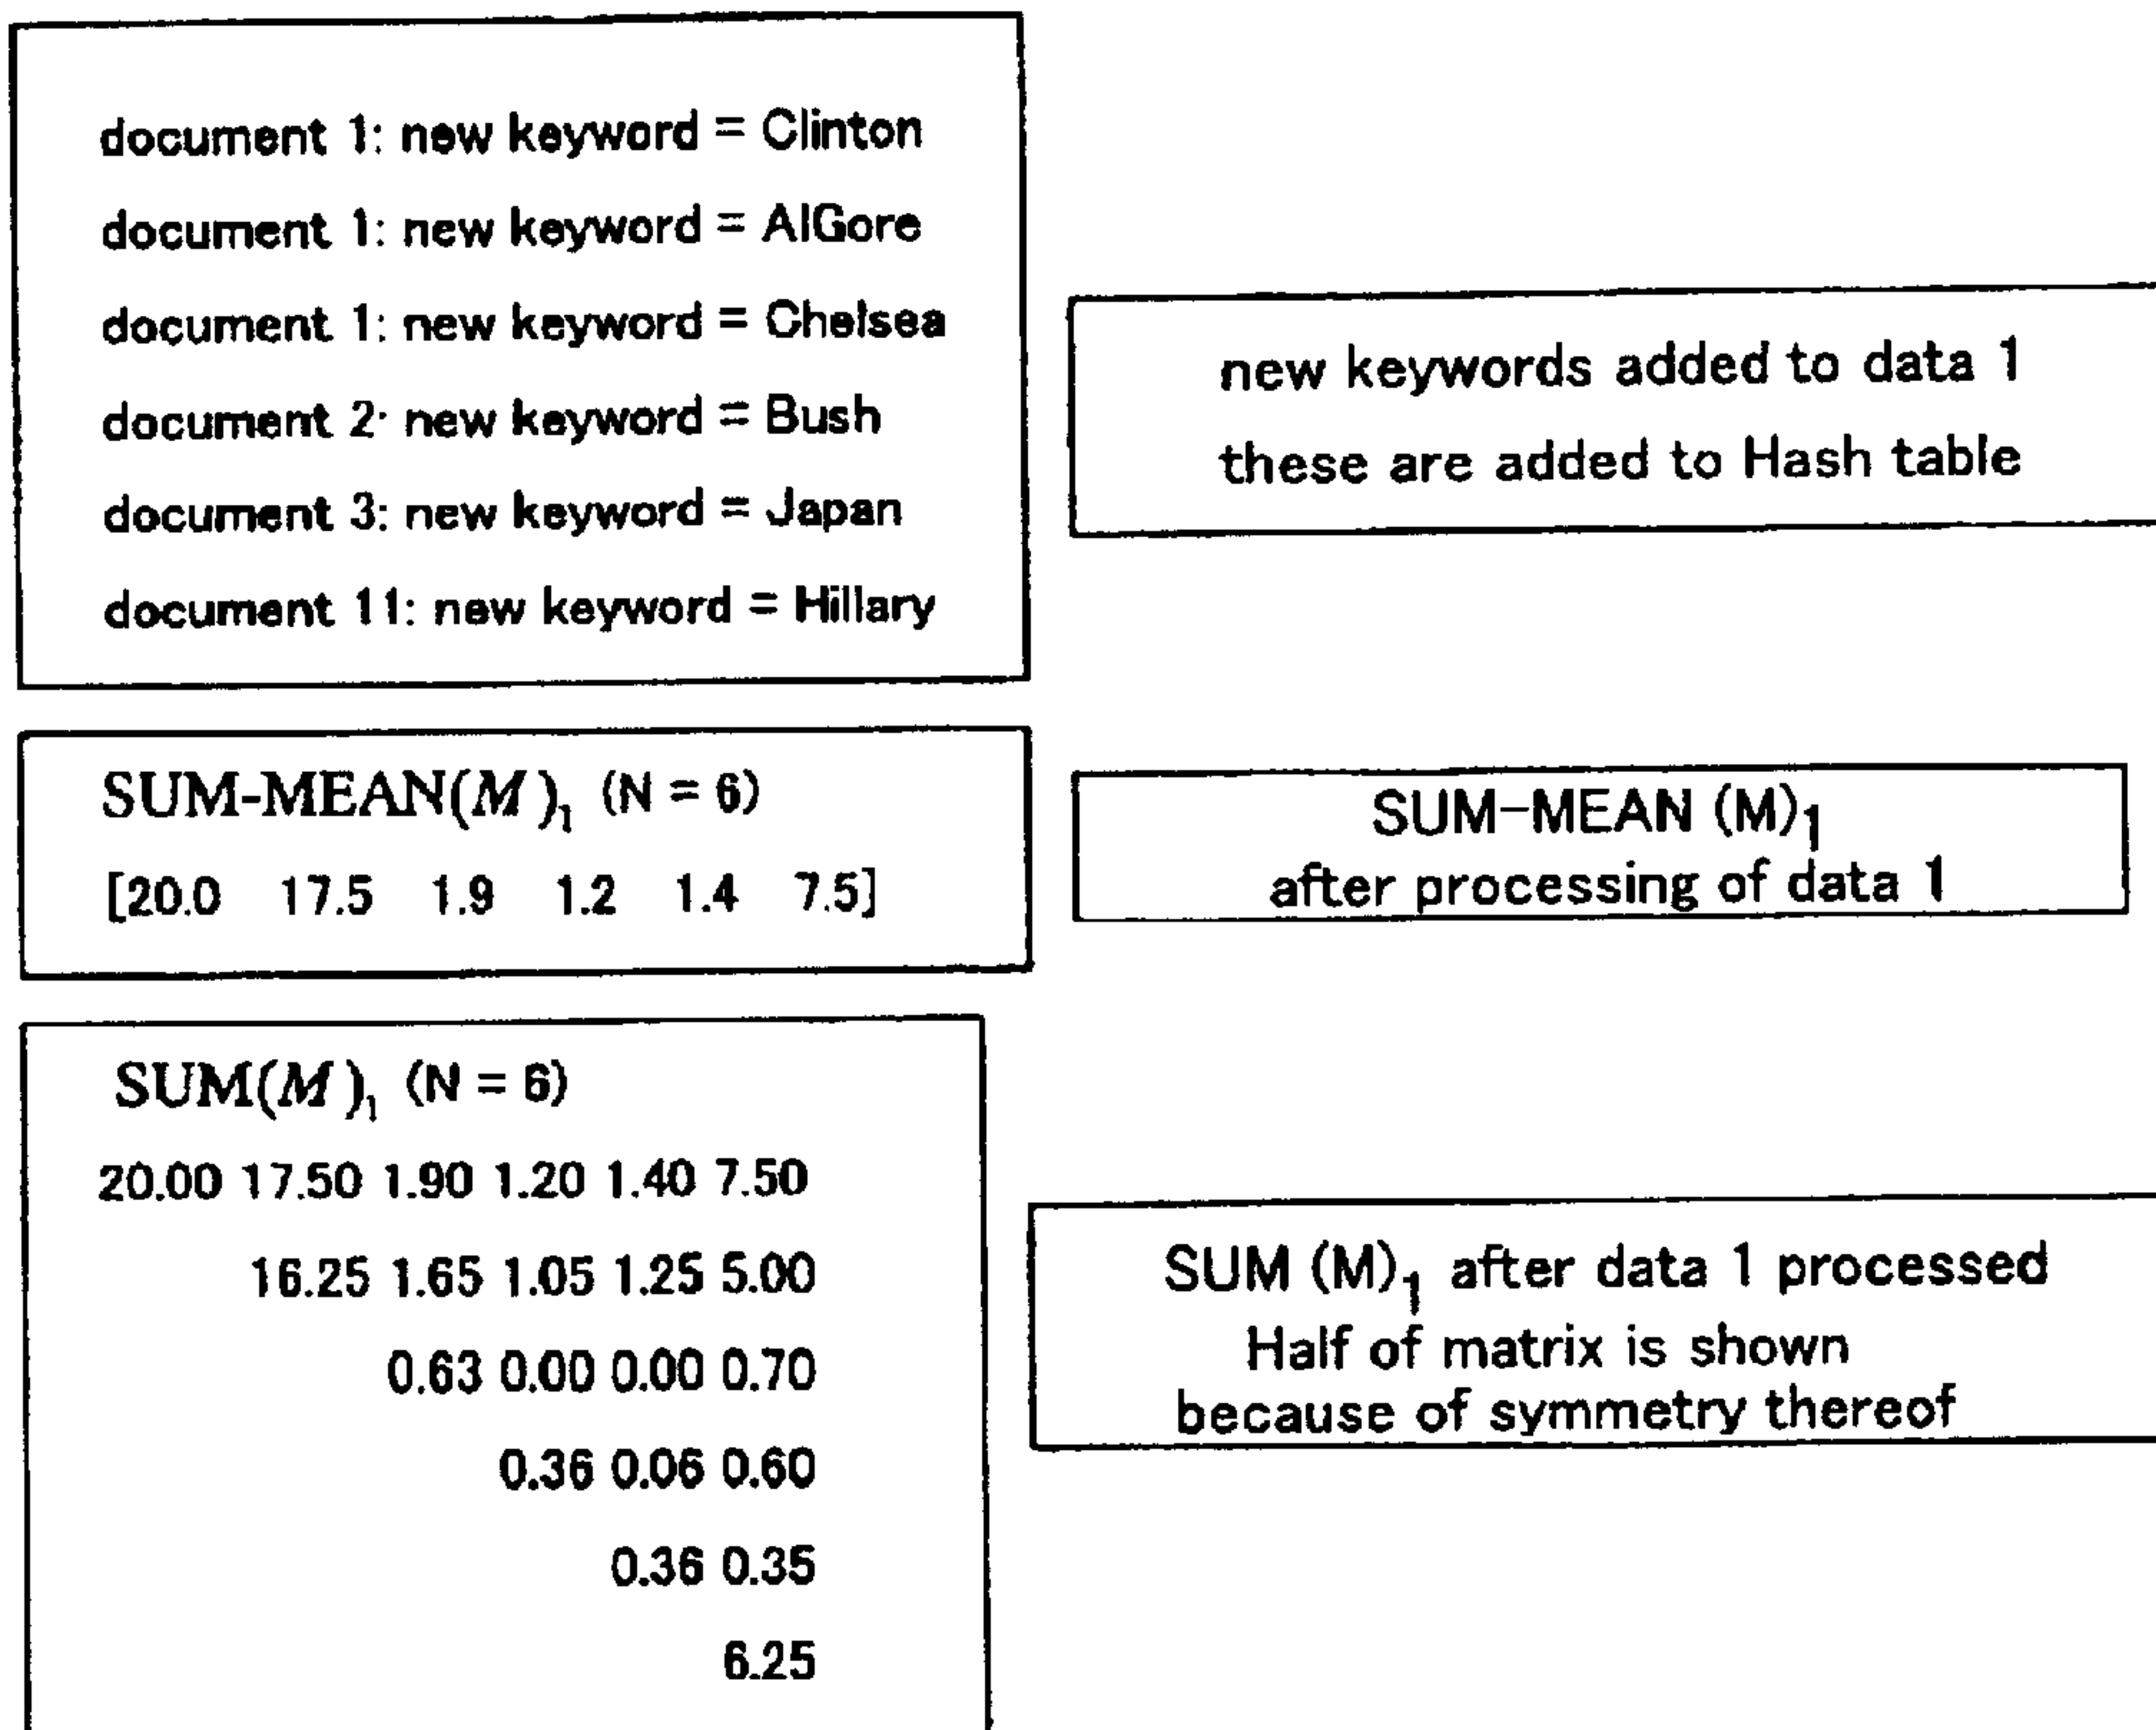 document 1: new keyword = Clinton
document 1: new keyword = AlGore
document 1: new keyword = Chelsea
document 2: new keyword = Bush
document 3: new keyword = Japan
document 11: new keyword = Hillary
new keywords added to data 1
these are added to Hash table
SUM-MEAN(M)₁ (N = 6)
[20.0 17.5 1.9 1.2 1.4 7.5]
SUM-MEAN (M)₁
after processing of data 1
SUM(M)₁ (N = 6)
20.00 17.50 1.90 1.20 1.40 7.50
16.25 1.65 1.05 1.25 5.00
0.63 0.00 0.00 0.70
0.36 0.06 0.60
0.36 0.35
6.25
SUM (M)₁ after data 1 processed
Half of matrix is shown
because of symmetry thereof